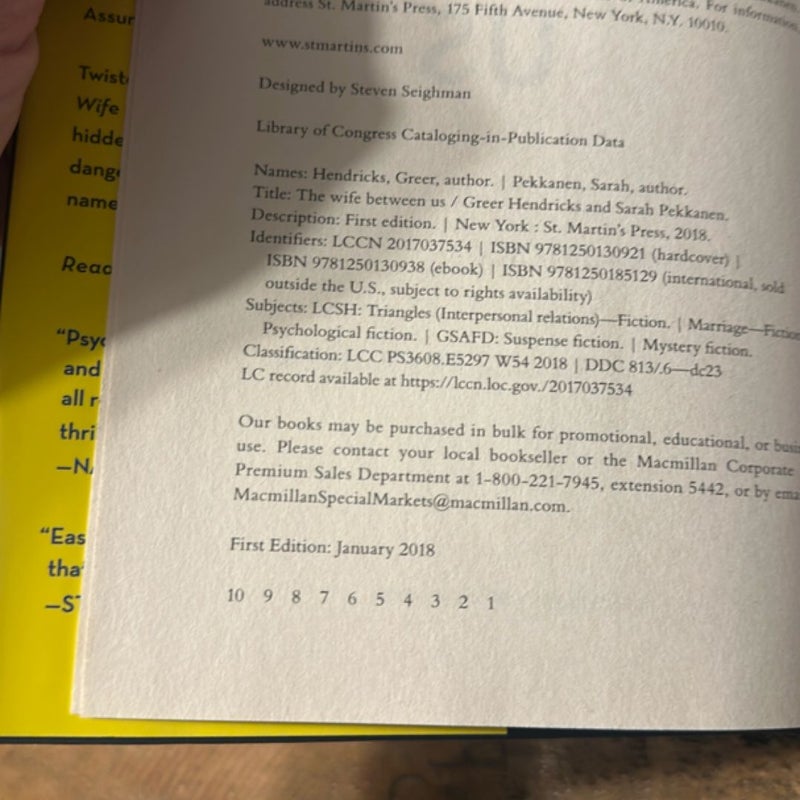 Assur
Twist
Wife
hidde
dang
name
Read
"Psy
and
all r
thri
—N
"Eas
tha
—S
address St. Martin's Press, 175 Fifth Avenue, New York, N.Y. 10010. For information,
www.stmartins.com
Designed by Steven Seighman
Library of Congress Cataloging-in-Publication Data
Names: Hendricks, Greer, author. | Pekkanen, Sarah, author.
Title: The wife between us / Greer Hendricks and Sarah Pekkanen.
Description: First edition. | New York : St. Martin's Press, 2018.
Identifiers: LCCN 2017037534 | ISBN 9781250130921 (hardcover) |
ISBN 9781250130938 (ebook) | ISBN 9781250185129 (international, sold
outside the U.S., subject to rights availability)
Subjects: LCSH: Triangles (Interpersonal relations)—Fiction. | Marriage—Fiction
Psychological fiction. | GSAFD: Suspense fiction. | Mystery fiction.
Classification: LCC PS3608.E5297 W54 2018 | DDC 813/.6—dc23
LC record available at https://lccn.loc.gov./2017037534
Our books may be purchased in bulk for promotional, educational, or busi
use. Please contact your local bookseller or the Macmillan Corporate
Premium Sales Department at 1-800-221-7945, extension 5442, or by ema
MacmillanSpecialMarkets@macmillan.com.
First Edition: January 2018
10 9 8 7 6 5 4 3 2 1